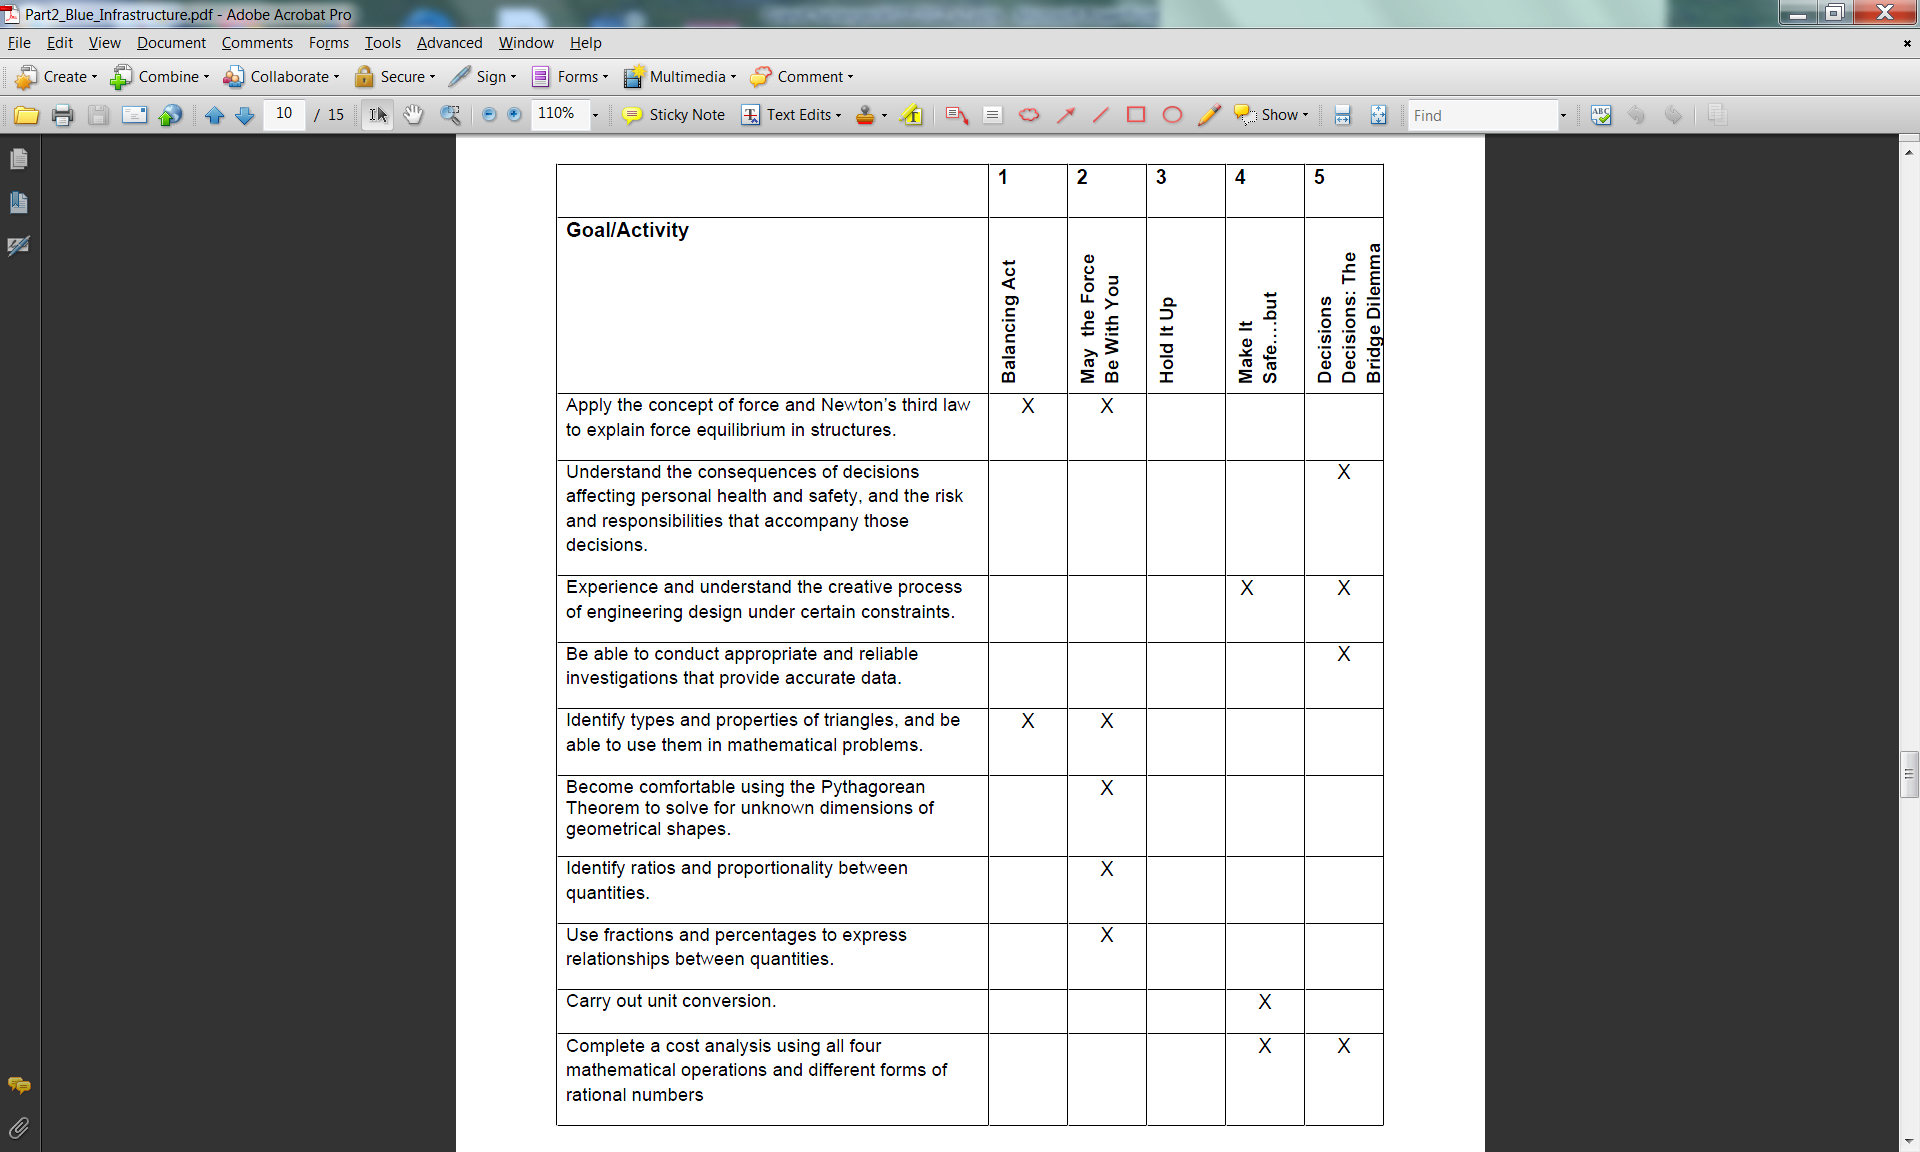 Part2_Blue_Infrastructure.pdf - Adobe Acrobat Pro
File Edit View Document Comments Forms Tools Advanced Window Help
Create Combine Collaborate Secure Sign Forms Multimedia Comment
10 / 15 110% Sticky Note Text Edits Show Find
1 2 3 4 5
Goal/Activity
Balancing Act
May the Force
Be With You
Hold It Up
Make It
Safe....but
Decisions
Decisions: The
Bridge Dilemma
Apply the concept of force and Newton's third law X X
to explain force equilibrium in structures.
Understand the consequences of decisions X
affecting personal health and safety, and the risk
and responsibilities that accompany those
decisions.
Experience and understand the creative process X X
of engineering design under certain constraints.
Be able to conduct appropriate and reliable X
investigations that provide accurate data.
Identify types and properties of triangles, and be X X
able to use them in mathematical problems.
Become comfortable using the Pythagorean X
Theorem to solve for unknown dimensions of
geometrical shapes.
Identify ratios and proportionality between X
quantities.
Use fractions and percentages to express X
relationships between quantities.
Carry out unit conversion. X
Complete a cost analysis using all four X X
mathematical operations and different forms of
rational numbers